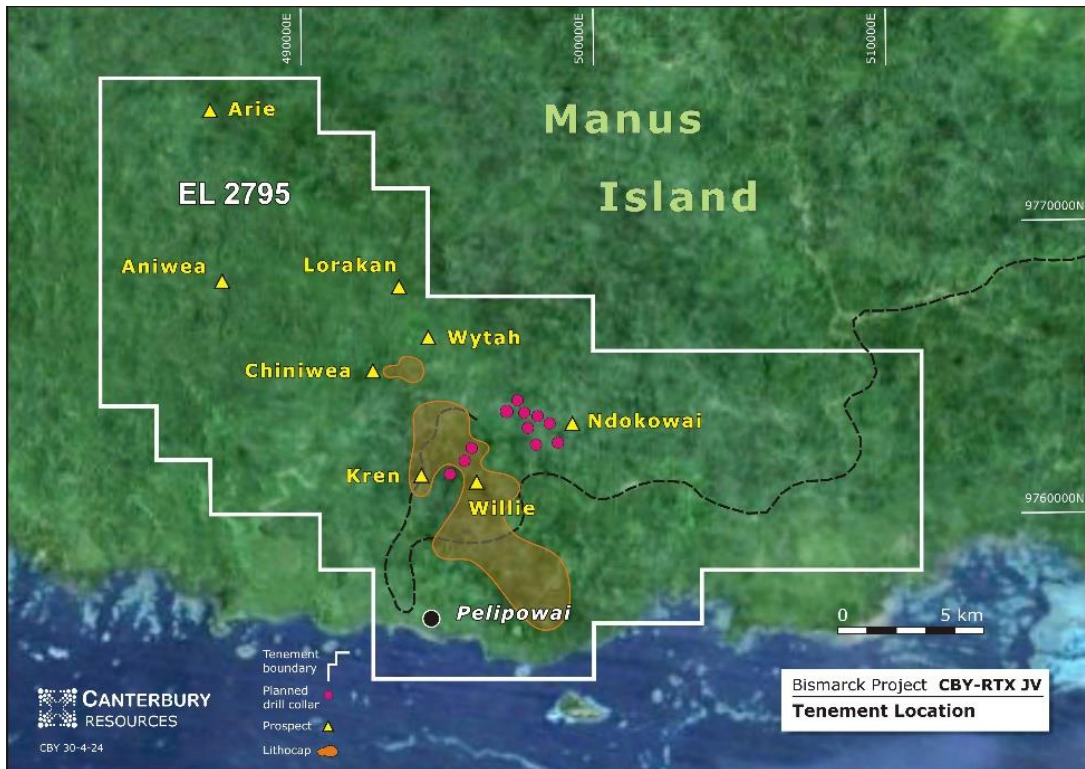 490000E
500000E
510000E
Arie
Manus
Island
EL 2795
9770000N
Aniwea
Lorakan
Wytah
Chiniwea
Ndokowai
Kren
Willie
9760000N
Pelipowai
0 5 km
Tenement
boundary
Planned
drill collar
Prospect
Lithocap
CANTERBURY
RESOURCES
CBY 30-4-24
Bismarck Project CBY-RTX JV
Tenement Location